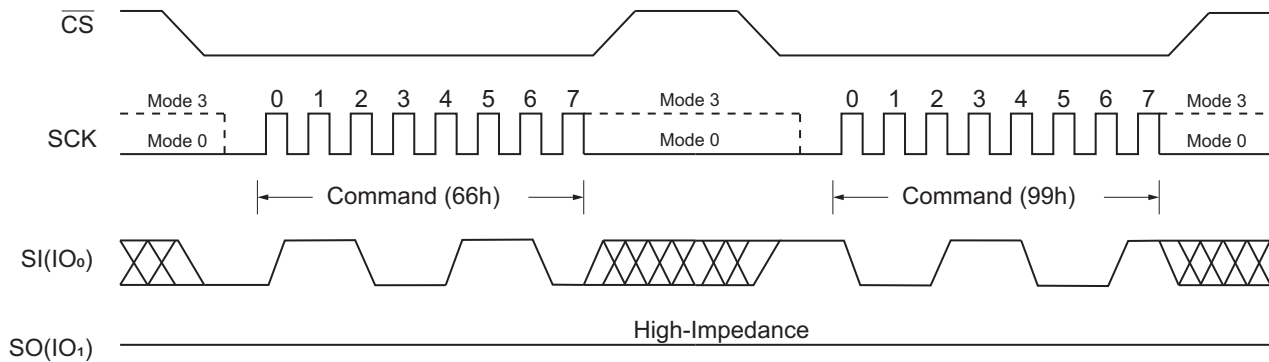 CS
Mode 3 0 1 2 3 4 5 6 7 Mode 3 0 1 2 3 4 5 6 7 Mode 3
SCK Mode 0 Mode 0 Mode 0
Command (66h) Command (99h)
SI(IO₀)
High-Impedance
SO(IO₁)